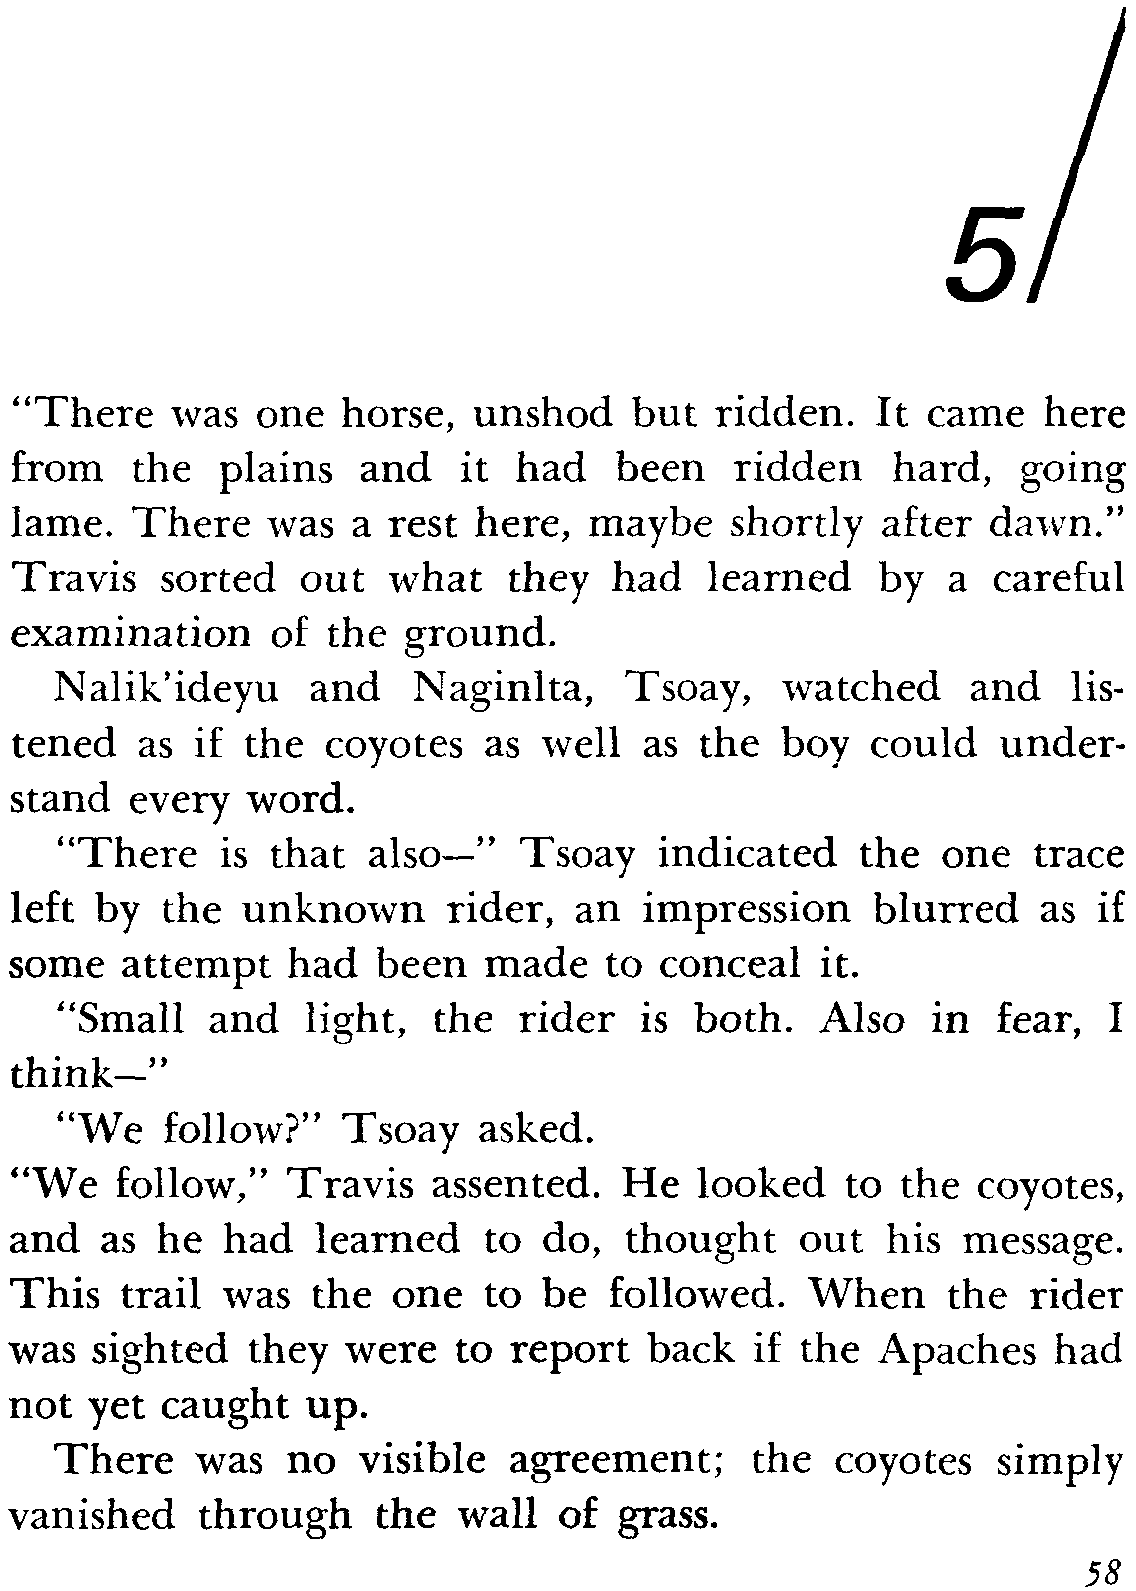 5/
“There was one horse, unshod but ridden. It came here
from the plains and it had been ridden hard, going
lame. There was a rest here, maybe shortly after dawn.”
Travis sorted out what they had learned by a careful
examination of the ground.
Nalik’ideyu and Naginlta, Tsoay, watched and lis-
tened as if the coyotes as well as the boy could under-
stand every word.
“There is that also—” Tsoay indicated the one trace
left by the unknown rider, an impression blurred as if
some attempt had been made to conceal it.
“Small and light, the rider is both. Also in fear, I
think—”
“We follow?” Tsoay asked.
“We follow,” Travis assented. He looked to the coyotes,
and as he had learned to do, thought out his message.
This trail was the one to be followed. When the rider
was sighted they were to report back if the Apaches had
not yet caught up.
There was no visible agreement; the coyotes simply
vanished through the wall of grass.
58